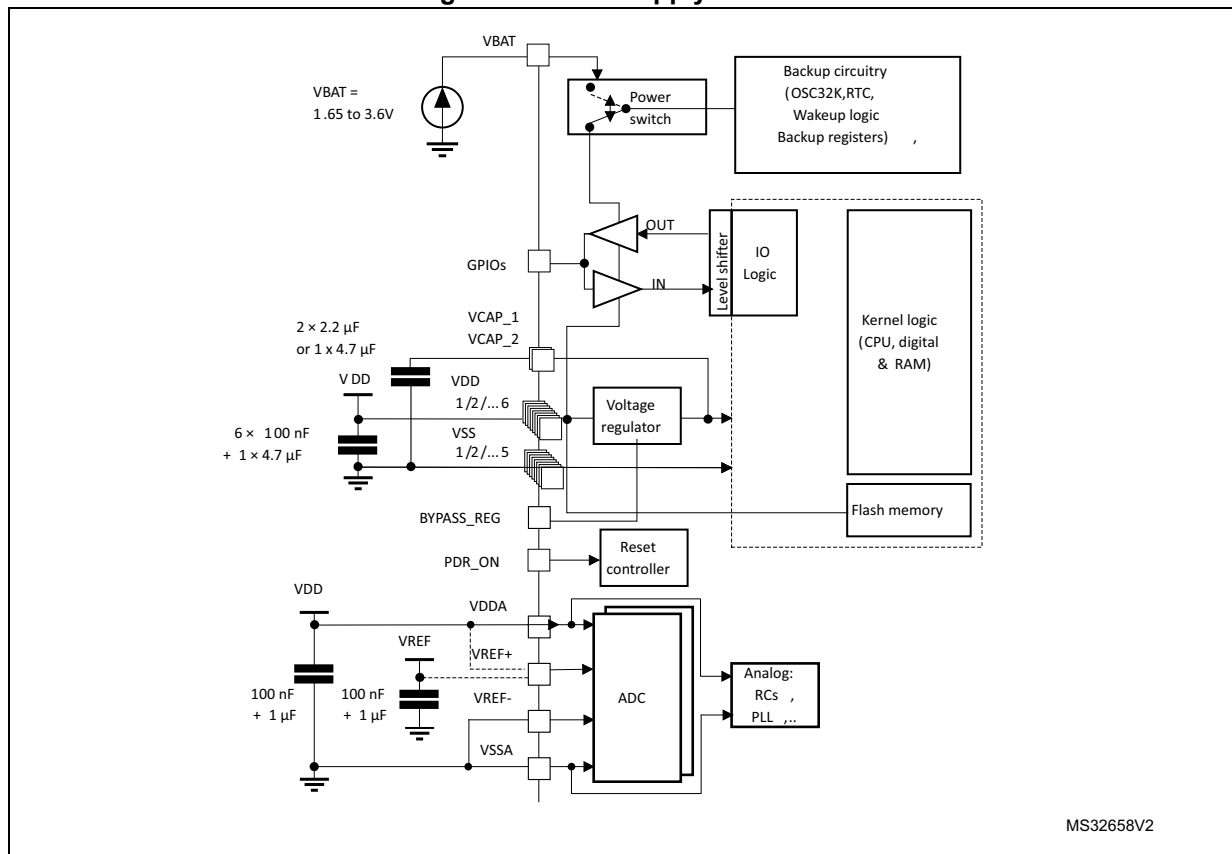 VBAT
VBAT =
1.65 to 3.6V
Power
switch
Backup circuitry
(OSC32K,RTC,
Wakeup logic
Backup registers) ,
OUT
GPIOs
IN
Level shifter
IO
Logic
Kernel logic
(CPU, digital
& RAM)
VCAP_1
VCAP_2
2 × 2.2 µF
or 1 x 4.7 µF
V DD
VDD
1/2/... 6
Voltage
regulator
6 × 100 nF
+ 1 × 4.7 µF
VSS
1/2/... 5
Flash memory
BYPASS_REG
PDR_ON
Reset
controller
VDD
VDDA
VREF
VREF+
100 nF
+ 1 µF
100 nF
+ 1 µF
VREF-
ADC
Analog:
RCs ,
PLL ,..
VSSA
MS32658V2